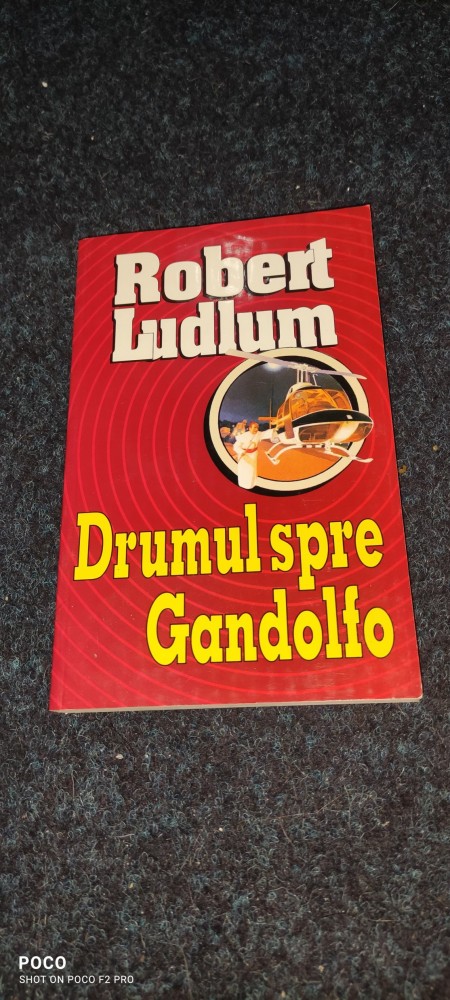 Robert
Ludlum
Drumul spre
Gandolfo
POCO
SHOT ON POCO F2 PRO